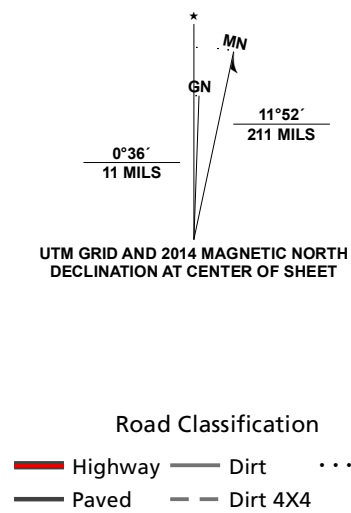 ★
MN
GN
11°52´
211 MILS
0°36´
11 MILS
UTM GRID AND 2014 MAGNETIC NORTH
DECLINATION AT CENTER OF SHEET
Road Classification
Highway Dirt
Paved Dirt 4X4